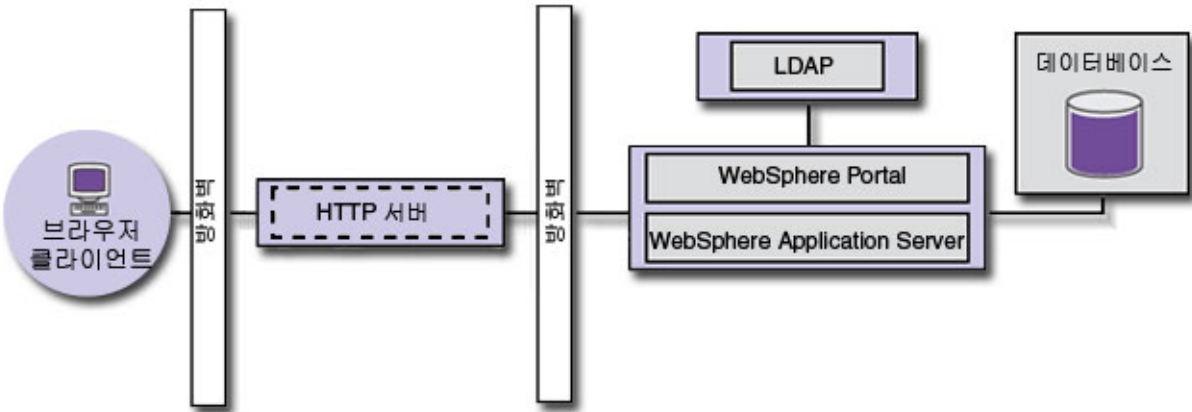 브라우저
클라이언트
방화벽
HTTP 서버
방화벽
LDAP
WebSphere Portal
WebSphere Application Server
데이터베이스